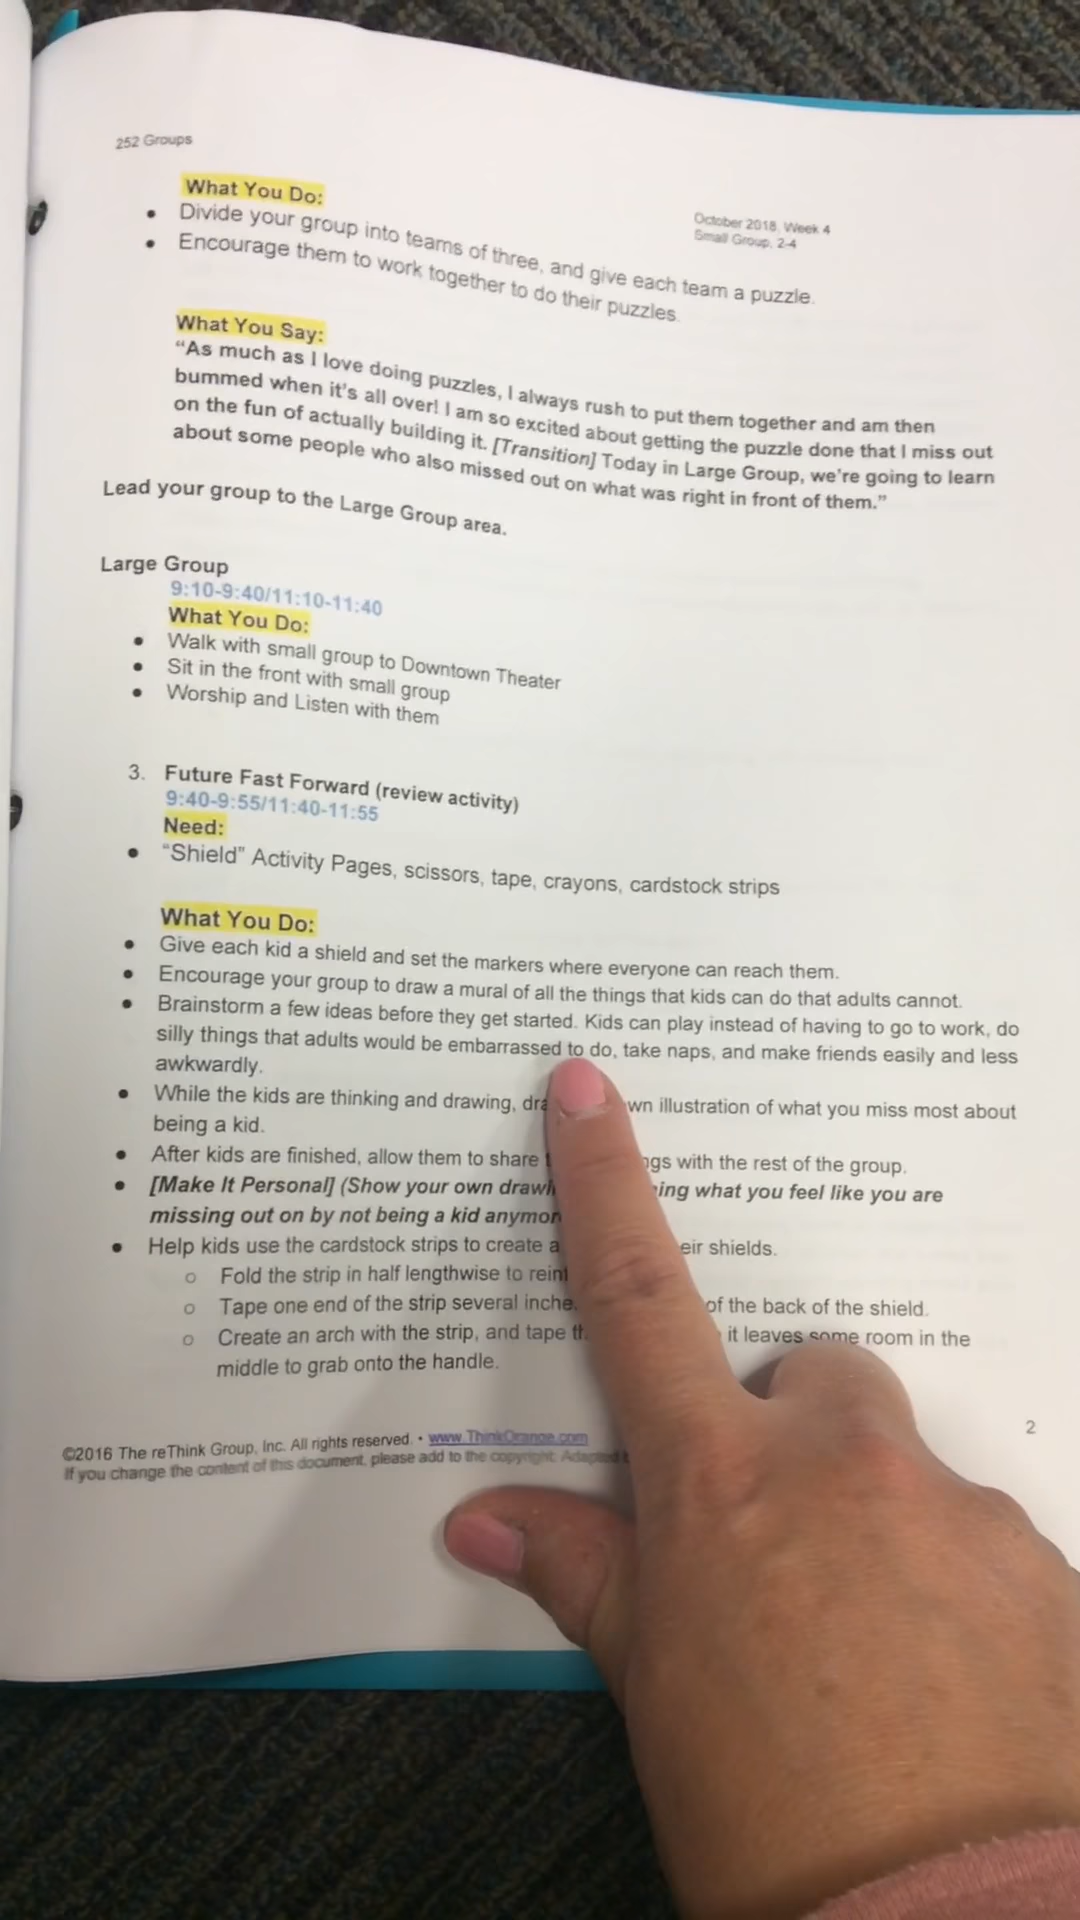 252 Groups
October 2018, Week 4
Small Group, 2-4
What You Do:
• Divide your group into teams of three, and give each team a puzzle.
• Encourage them to work together to do their puzzles.
What You Say:
“As much as I love doing puzzles, I always rush to put them together and am then
bummed when it’s all over! I am so excited about getting the puzzle done that I miss out
on the fun of actually building it. [Transition] Today in Large Group, we’re going to learn
about some people who also missed out on what was right in front of them.”
Lead your group to the Large Group area.
Large Group
9:10-9:40/11:10-11:40
What You Do:
• Walk with small group to Downtown Theater
• Sit in the front with small group
• Worship and Listen with them
3. Future Fast Forward (review activity)
9:40-9:55/11:40-11:55
Need:
• “Shield” Activity Pages, scissors, tape, crayons, cardstock strips
What You Do:
• Give each kid a shield and set the markers where everyone can reach them.
• Encourage your group to draw a mural of all the things that kids can do that adults cannot.
• Brainstorm a few ideas before they get started. Kids can play instead of having to go to work, do
silly things that adults would be embarrassed to do, take naps, and make friends easily and less
awkwardly.
• While the kids are thinking and drawing, illustration of what you miss most about
being a kid.
• After kids are finished, allow them to share with the rest of the group.
• [Make It Personal] (Show your own what you feel like you are
missing out on by not being a kid
• Help kids use the cardstock strips to create a shields.
o Fold the strip in half lengthwise to
o Tape one end of the strip several of the back of the shield.
o Create an arch with the strip, and tape it leaves some room in the
middle to grab onto the handle.
2
©2016 The reThink Group, Inc. All rights reserved. • www.ThinkOrange.com
If you change the content of this document, please add to the copyright: Adapted